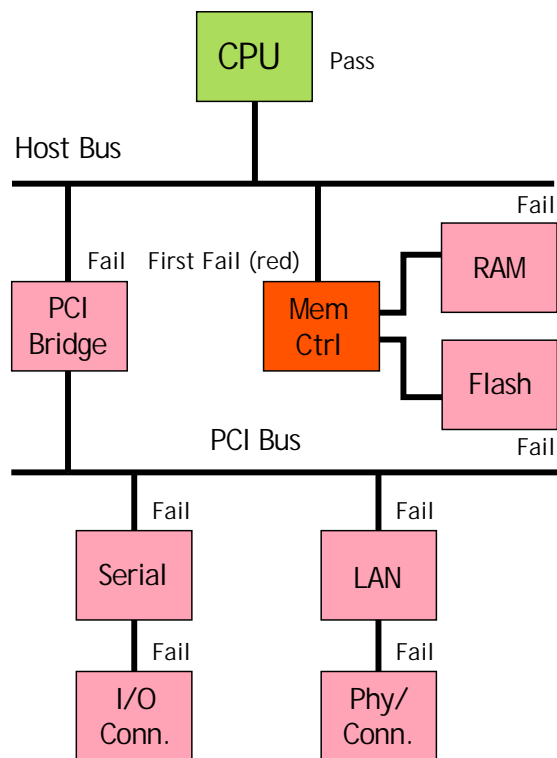 CPU
Pass
Host Bus
Fail
Fail
First Fail (red)
RAM
PCI
Bridge
Mem
Ctrl
Flash
PCI Bus
Fail
Fail
Fail
Serial
LAN
Fail
Fail
I/O
Conn.
Phy/
Conn.